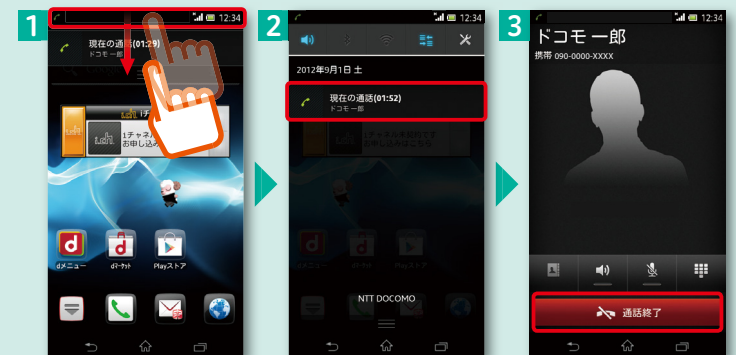 1
12:34
現在の通話(01:29)
ドコモ一郎
i.ch
i.ch
i.ch
1チャネル
お申し込み
d
d
dメニュー
dマーケット
Playストア
2
12:34
2012年9月1日 土
現在の通話(01:52)
ドコモ一郎
NTT DOCOMO
3
12:34
ドコモ 一郎
携帯 090-0000-XXXX
通話終了